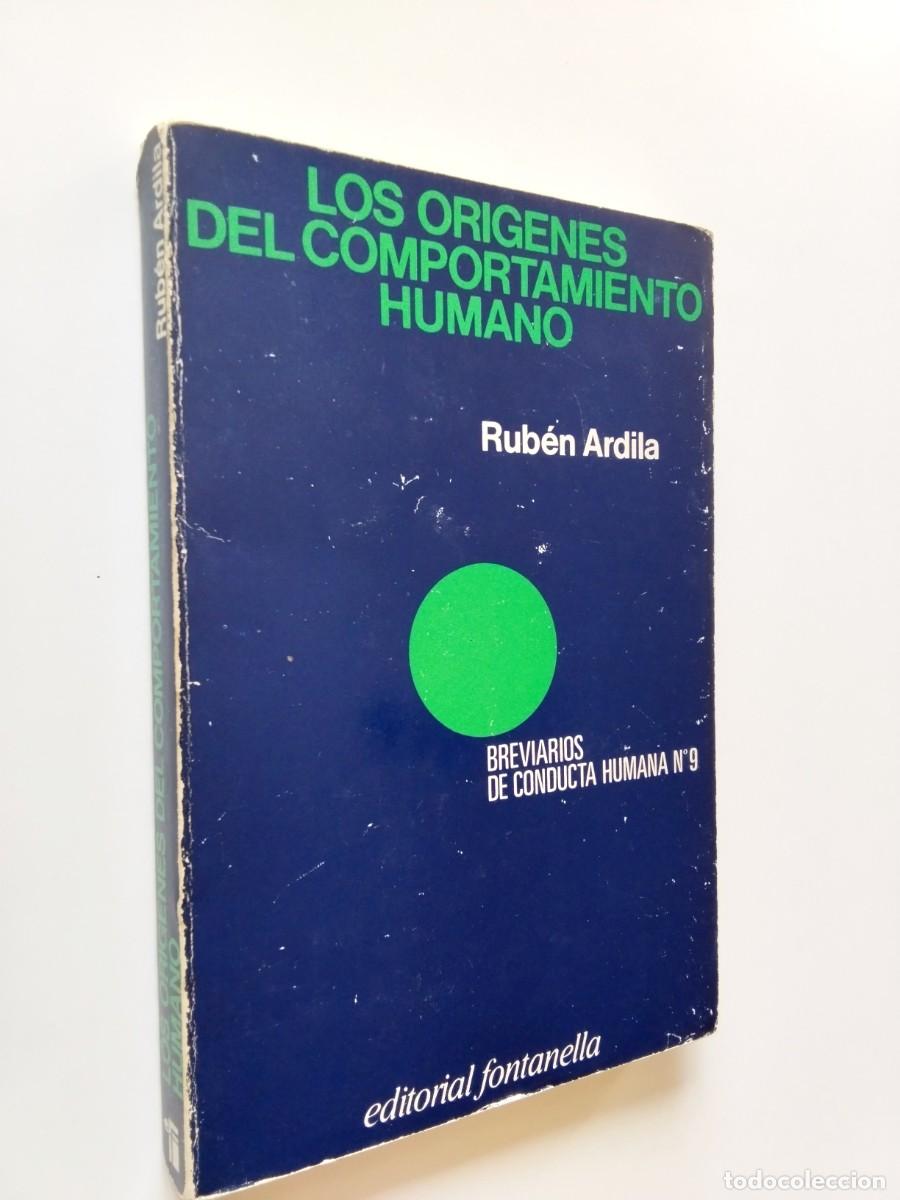 LOS ORIGENES
DEL COMPORTAMIENTO
HUMANO
Rubén Ardila
BREVIARIOS
DE CONDUCTA HUMANA Nº9
editorial fontanella
Rubén Ardila
LOS ORIGENES DEL COMPORTAMIENTO
HUMANO
todocoleccion